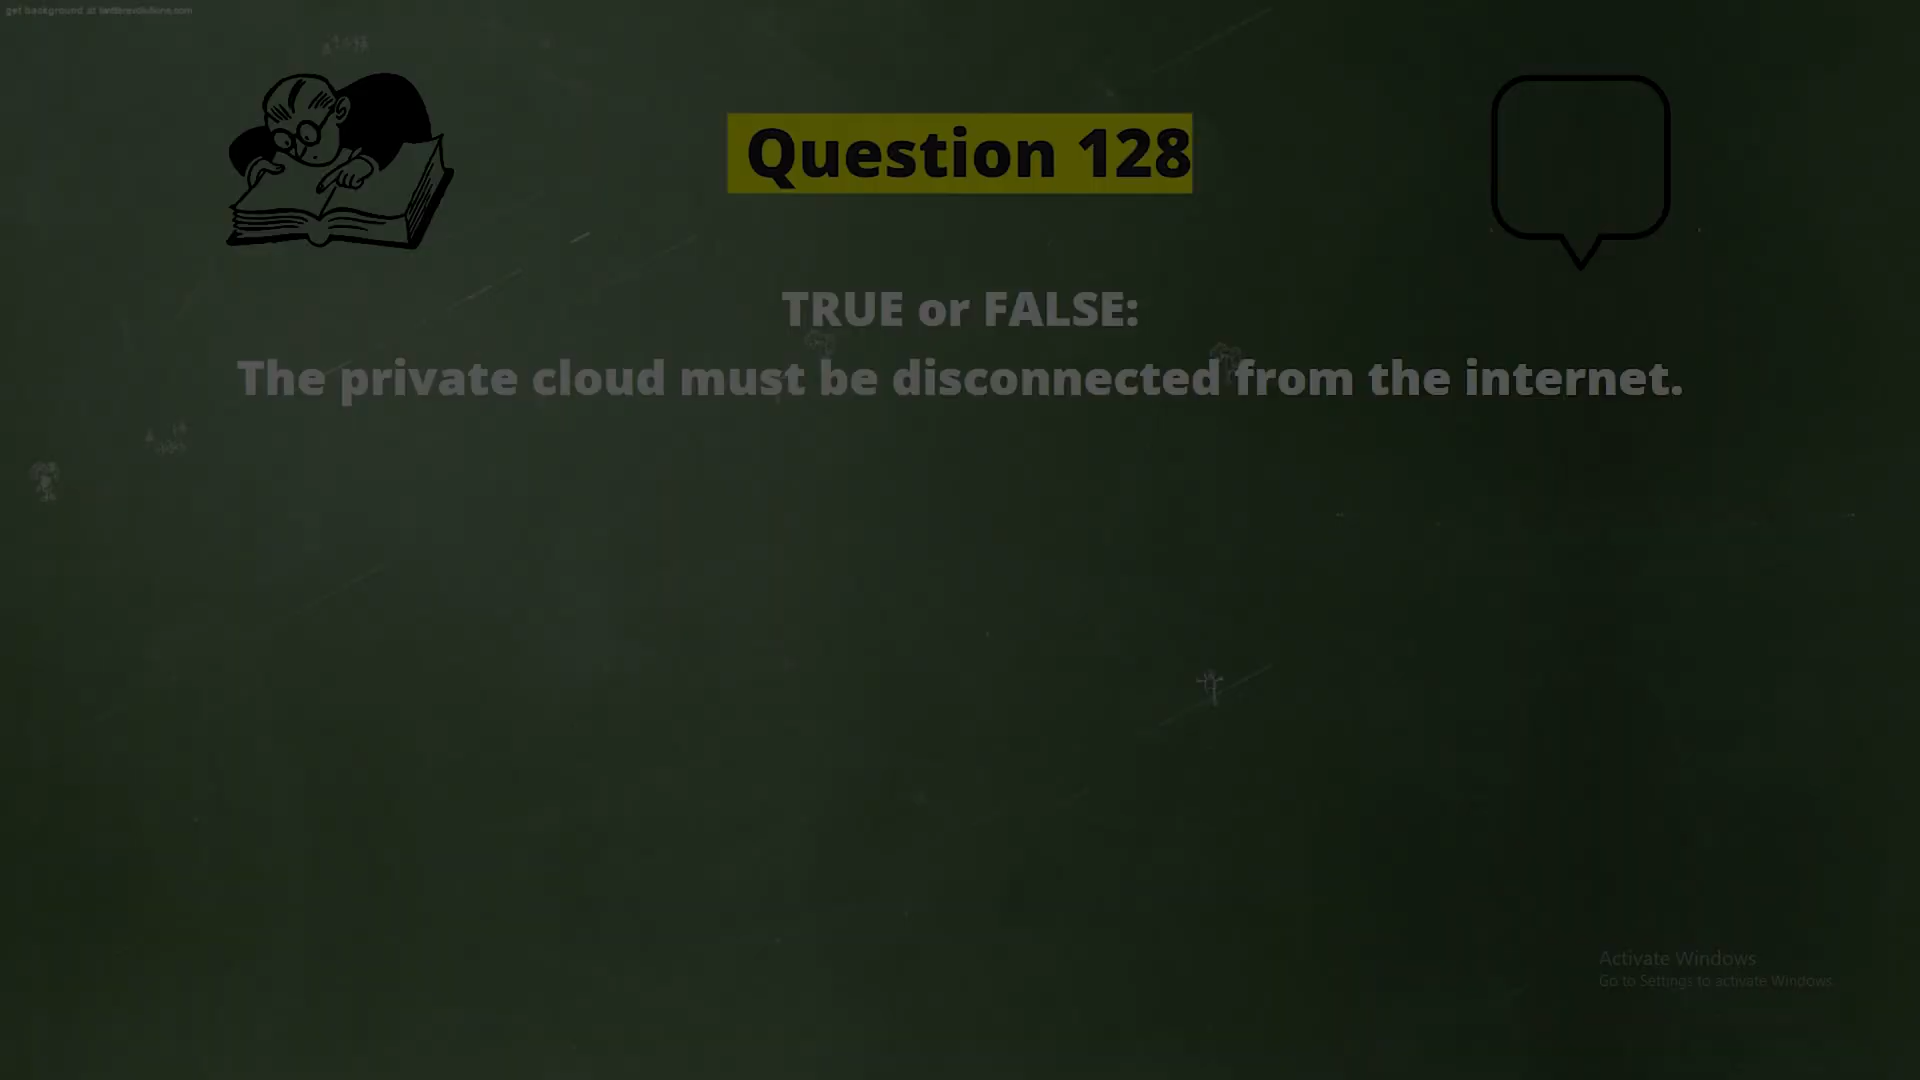 Question 128
TRUE or FALSE:
The private cloud must be disconnected from the internet.
Activate Windows
Go to Settings to activate Windows.